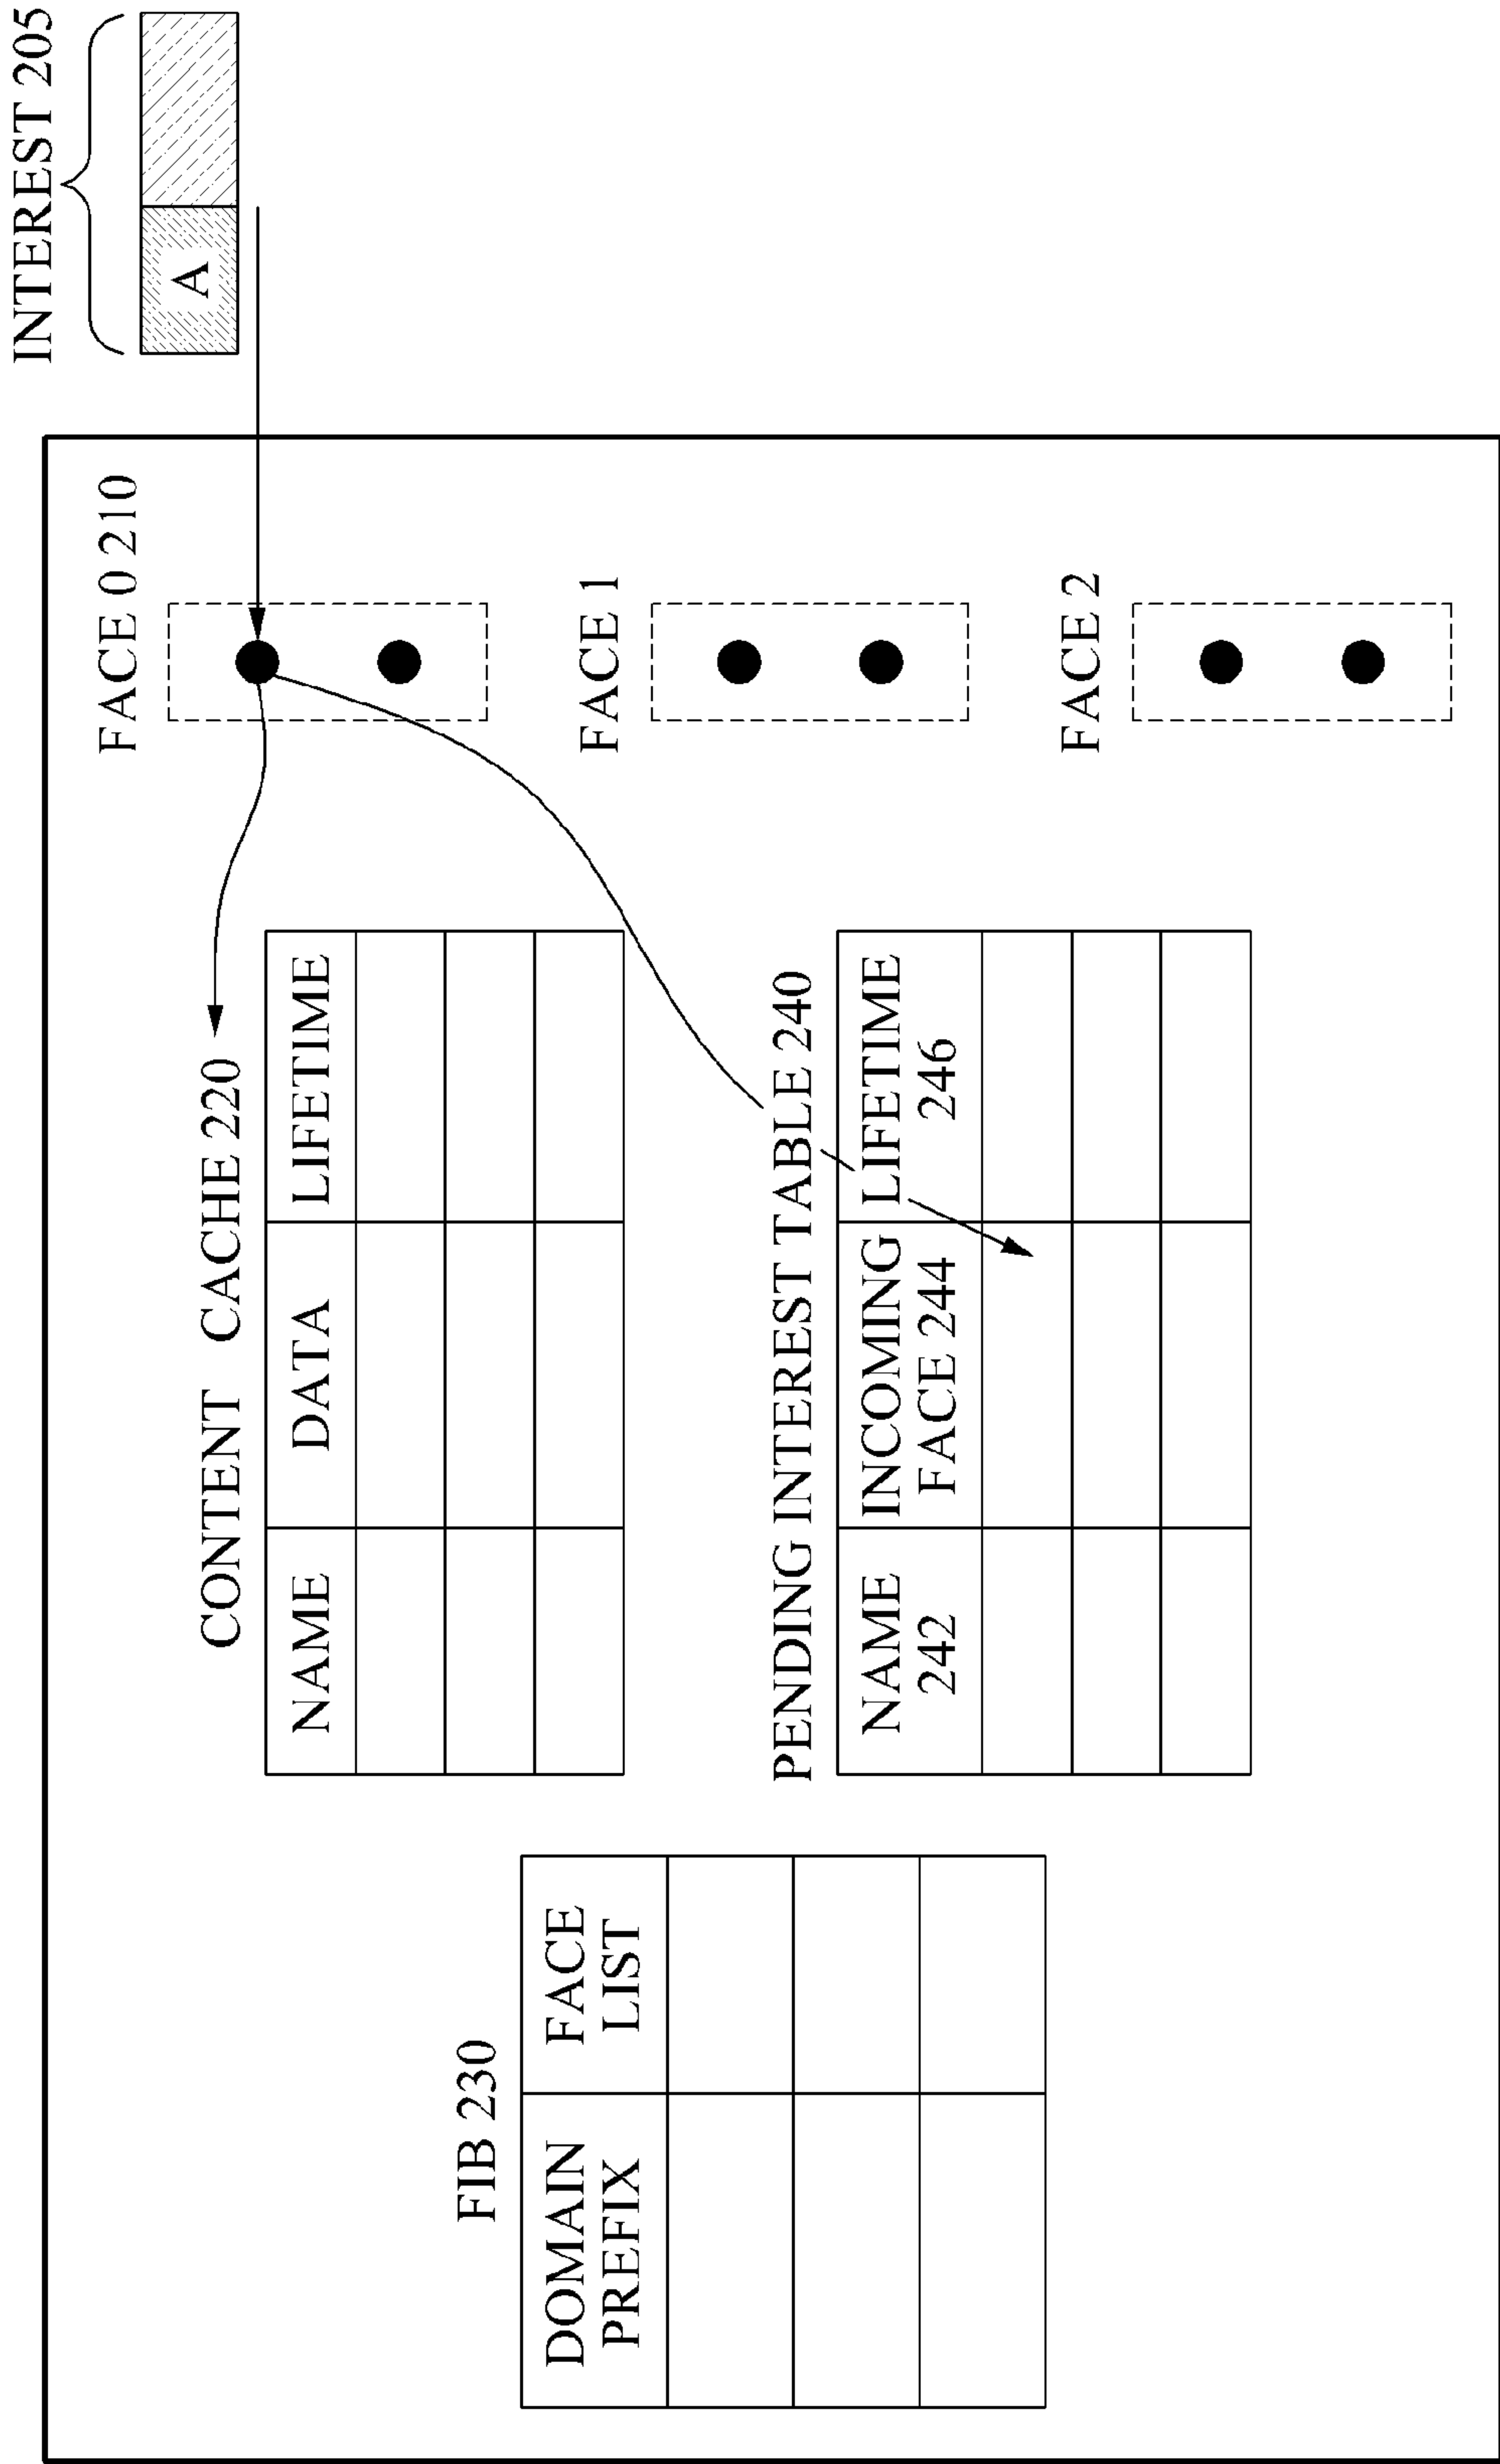 INTEREST 205
A
FACE 0 210
FACE 1
FACE 2
CONTENT CACHE 220
NAME DATA LIFETIME
PENDING INTEREST TABLE 240
NAME INCOMING LIFETIME
242 FACE 244 246
FIB 230
DOMAIN FACE
PREFIX LIST